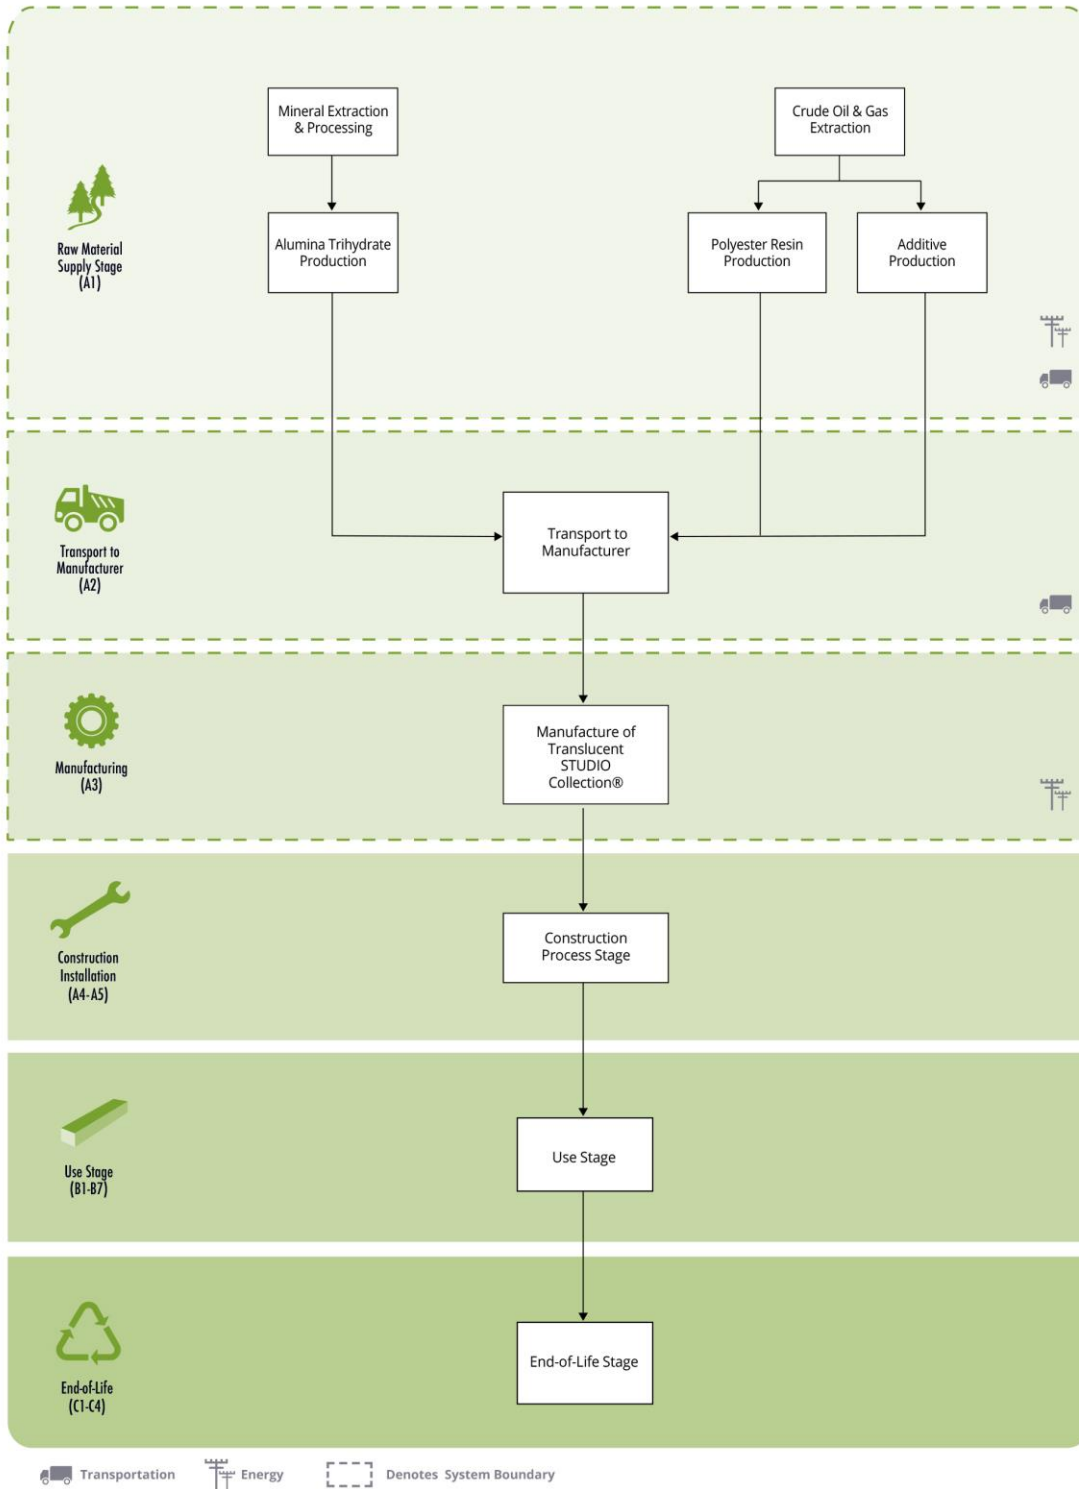 Mineral Extraction
& Processing
Crude Oil & Gas
Extraction
Raw Material
Supply Stage
(A1)
Alumina Trihydrate
Production
Polyester Resin
Production
Additive
Production
Transport to
Manufacturer
(A2)
Transport to
Manufacturer
Manufacturing
(A3)
Manufacture of
Translucent
STUDIO
Collection®
Construction
Installation
(A4-A5)
Construction
Process Stage
Use Stage
(B1-B7)
Use Stage
End-of-Life
(C1-C4)
End-of-Life Stage
Transportation
Energy
Denotes System Boundary